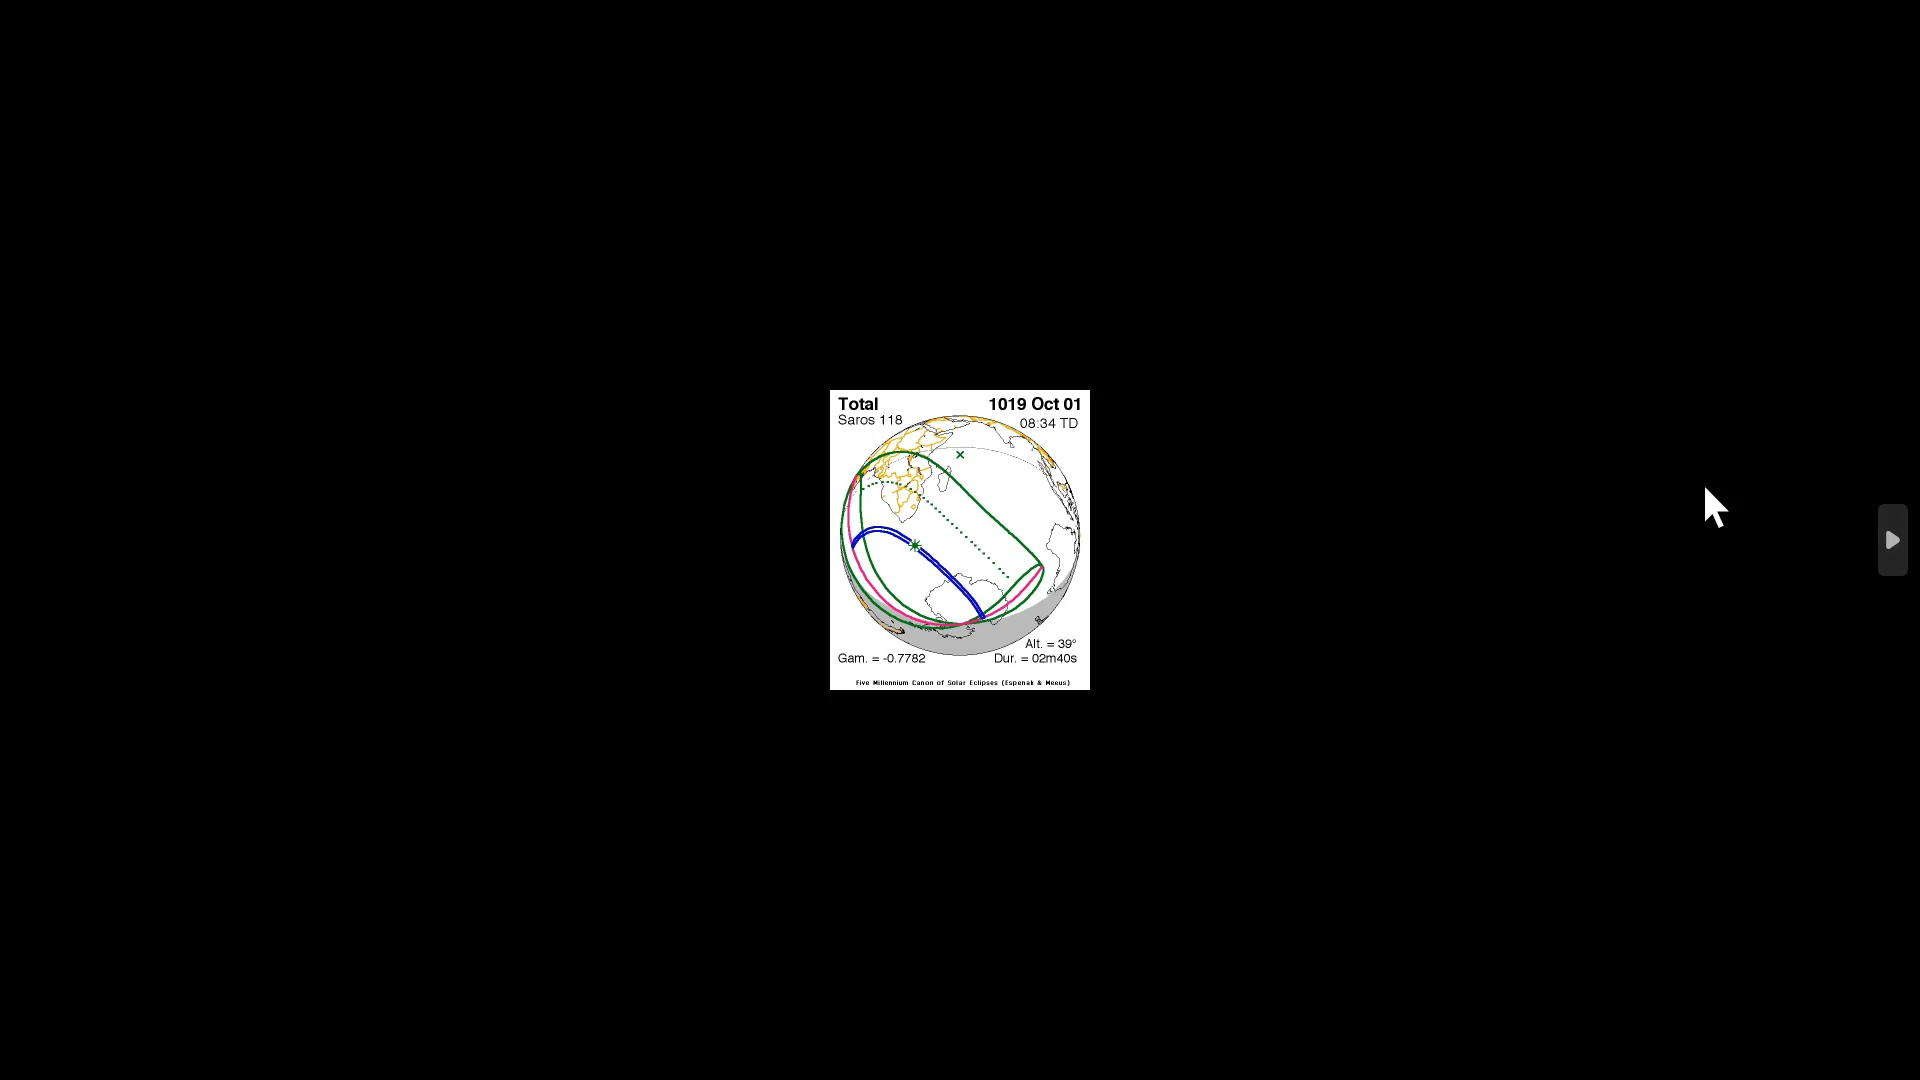 Total 1019 Oct 01
Saros 118 08:34 TD
Alt. = 39°
Gam. = -0.7782 Dur. = 02m40s
Five Millennium Canon of Solar Eclipses (Espenak & Meeus)